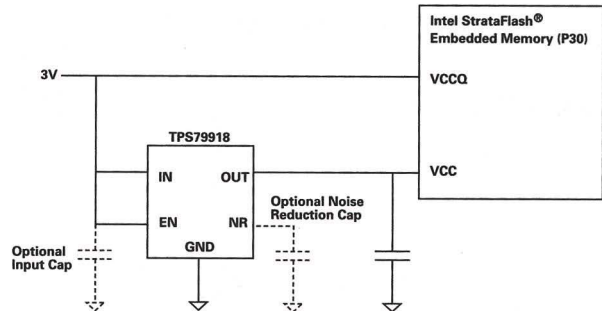 Intel StrataFlash®
Embedded Memory (P30)
3V
VCCQ
TPS79918
IN
OUT
VCC
EN
NR
GND
Optional Noise
Reduction Cap
Optional
Input Cap